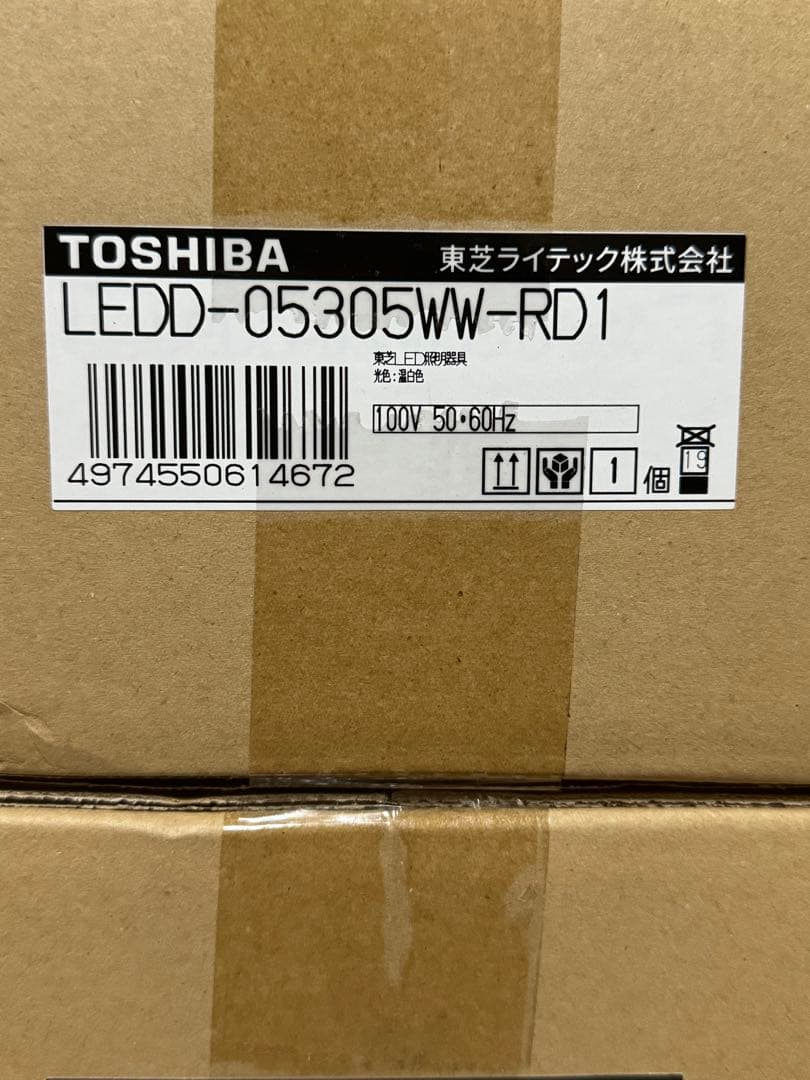 TOSHIBA 東芝ライテック株式会社
LEDD-05305WW-RD1
東芝LED照明器具
光色:温白色
100V 50・60Hz
4974550614672
1 個
19